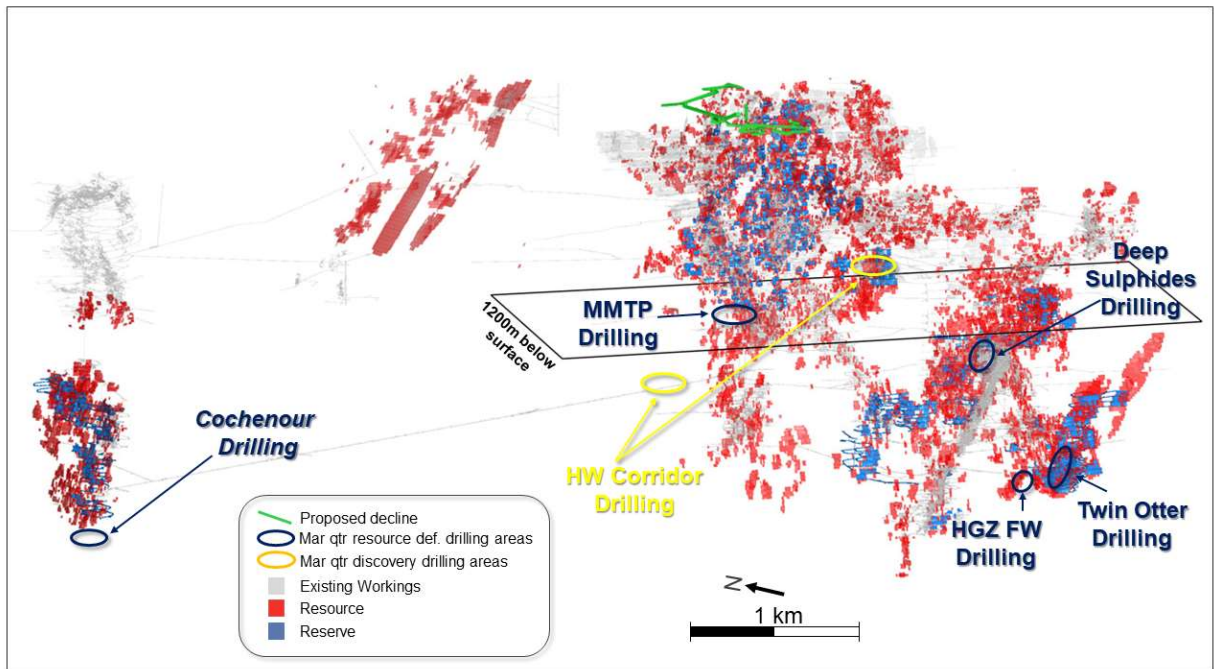 Deep
Sulphides
Drilling
1200m below
surface
MMTP
Drilling
Cochenour
Drilling
HW Corridor
Drilling
HGZ FW
Drilling
Twin Otter
Drilling
Proposed decline
Mar qtr resource def. drilling areas
Mar qtr discovery drilling areas
Existing Workings
Resource
Reserve
N
1 km